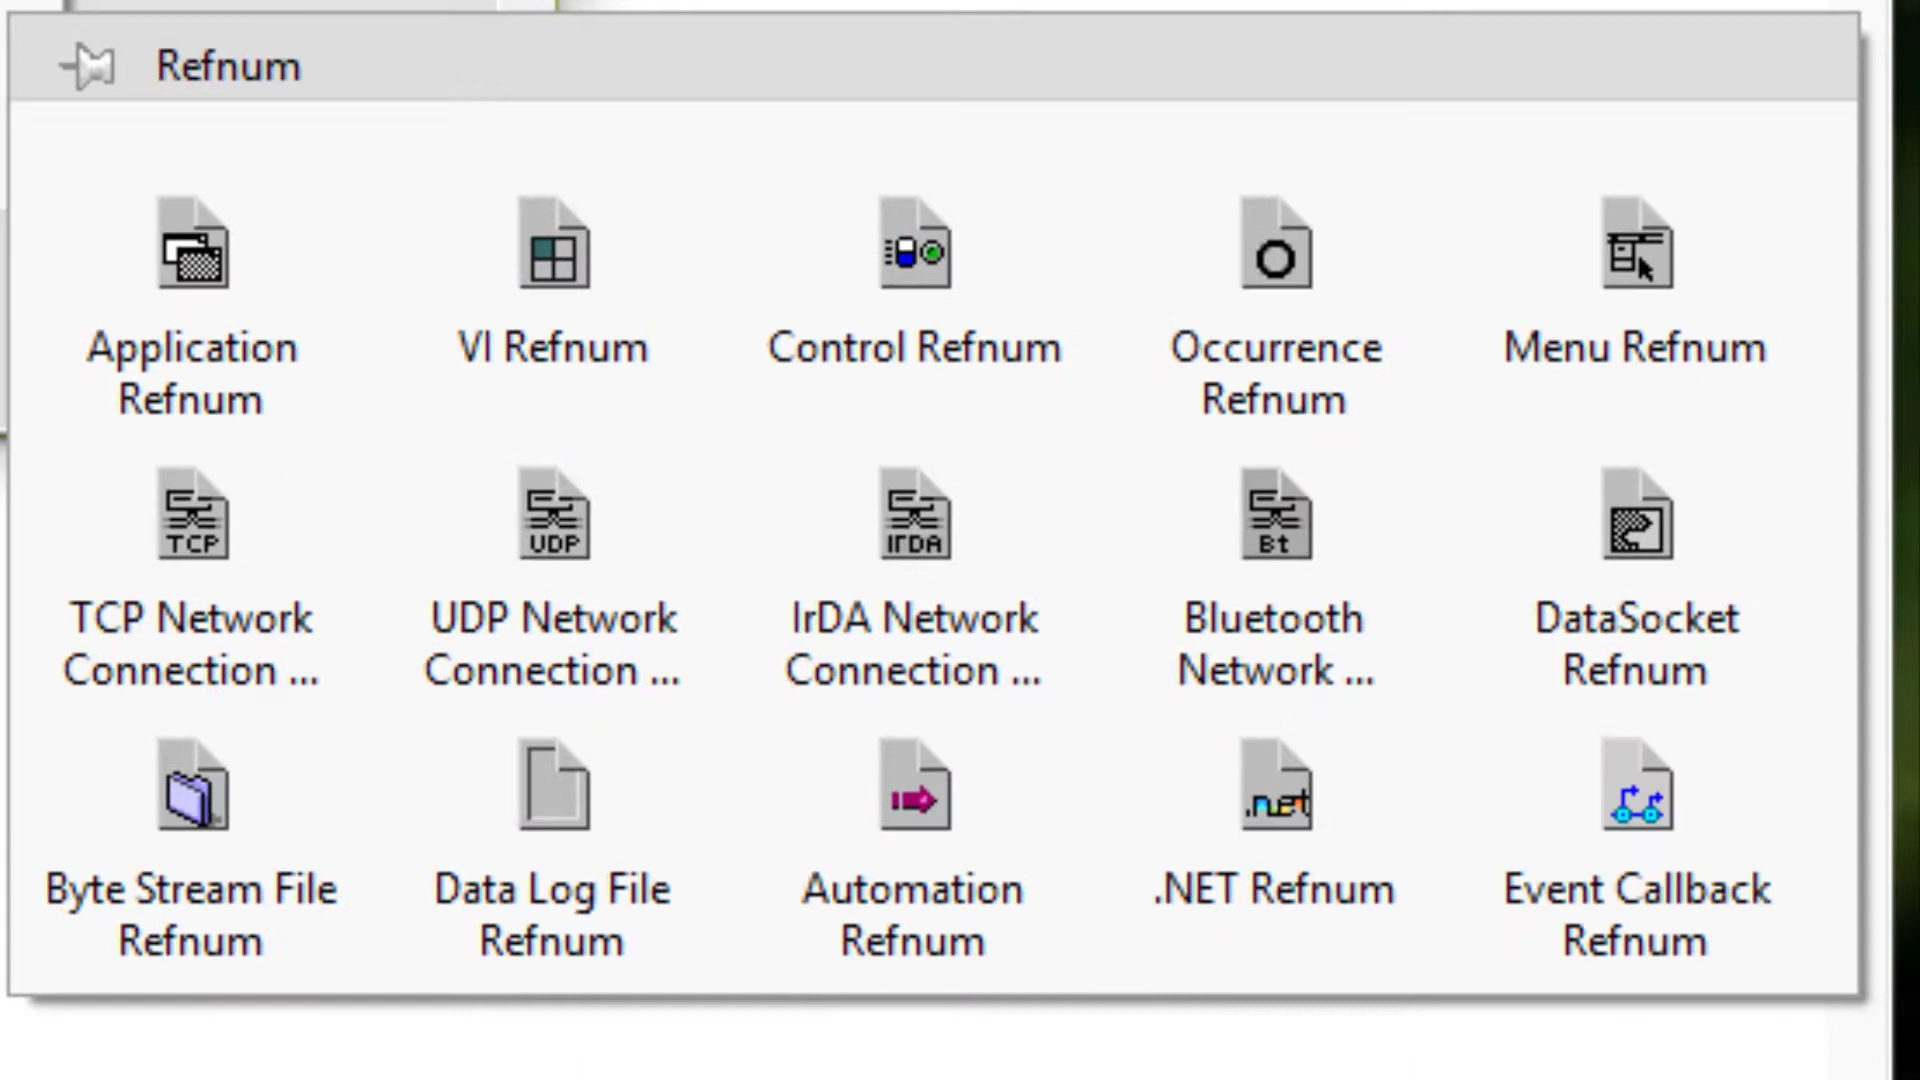 Refnum
Application
Refnum
VI Refnum
Control Refnum
Occurrence
Refnum
Menu Refnum
TCP
UDP
IrDA
Bt
TCP Network
Connection ...
UDP Network
Connection ...
IrDA Network
Connection ...
Bluetooth
Network ...
DataSocket
Refnum
.net
Byte Stream File
Refnum
Data Log File
Refnum
Automation
Refnum
.NET Refnum
Event Callback
Refnum